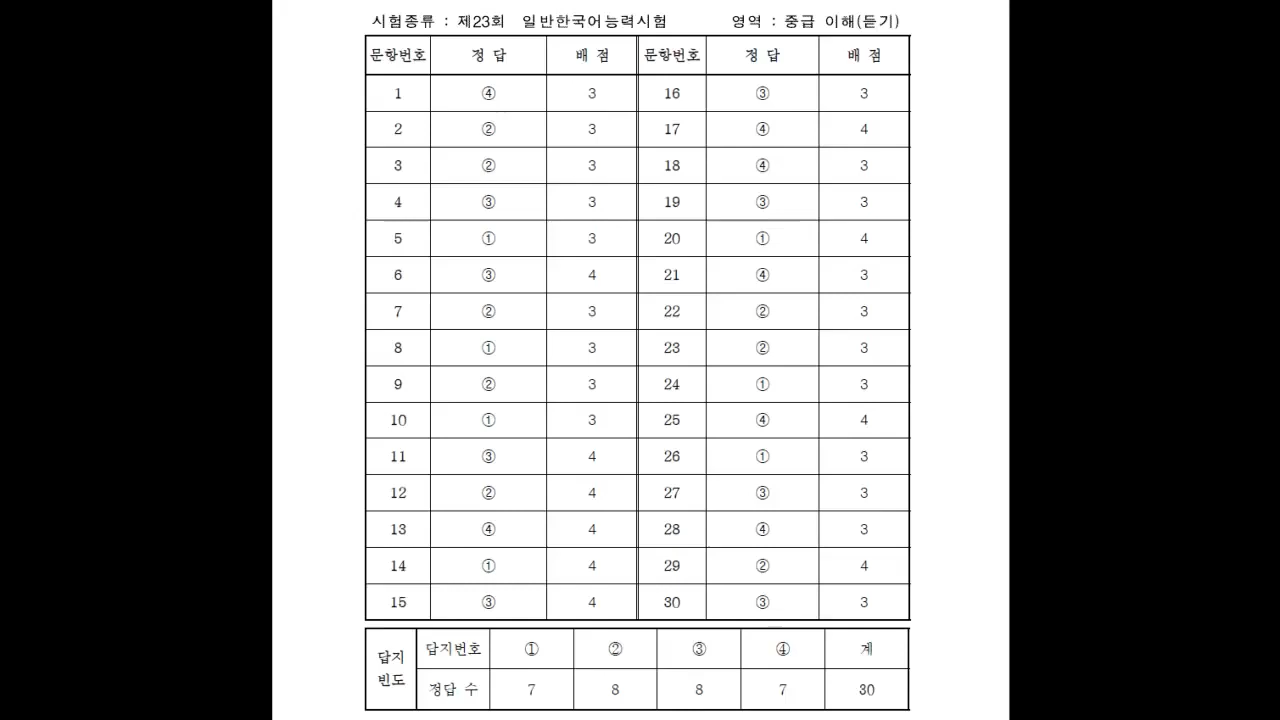 시험종류 : 제23회 일반한국어능력시험 영역 : 중급 이해(듣기)
문항번호 정 답 배 점 문항번호 정 답 배 점
1 ④ 3 16 ③ 3
2 ② 3 17 ④ 4
3 ② 3 18 ④ 3
4 ③ 3 19 ③ 3
5 ① 3 20 ① 4
6 ③ 4 21 ④ 3
7 ② 3 22 ② 3
8 ① 3 23 ② 3
9 ② 3 24 ① 3
10 ① 3 25 ④ 4
11 ③ 4 26 ① 3
12 ② 4 27 ③ 3
13 ④ 4 28 ④ 3
14 ① 4 29 ② 4
15 ③ 4 30 ③ 3
답지 빈도
답지번호 ① ② ③ ④ 계
정답 수 7 8 8 7 30